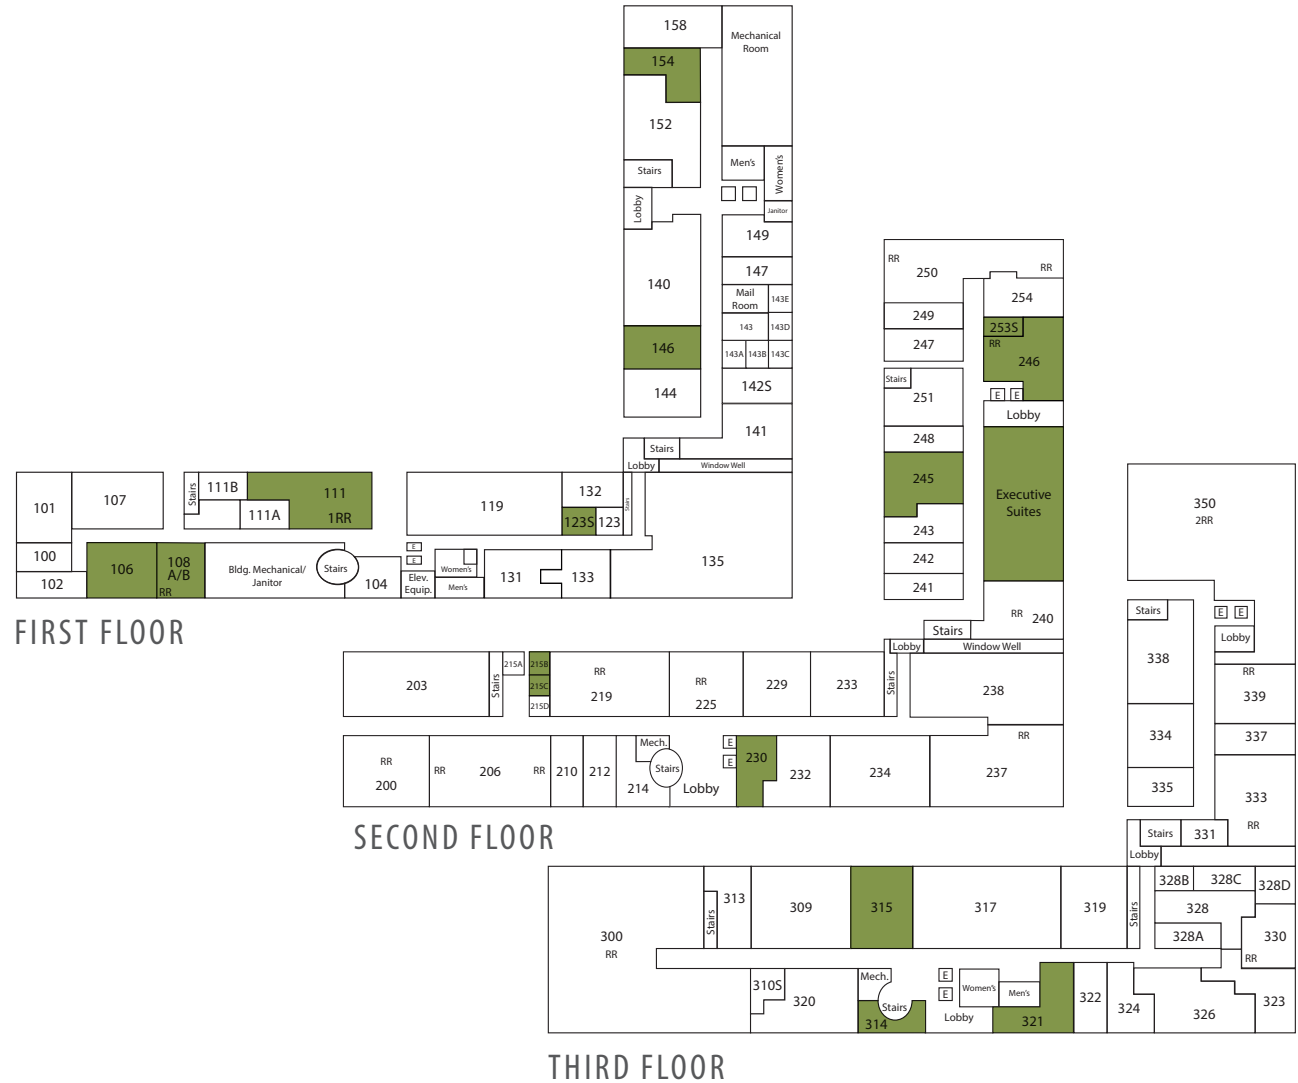 158
Mechanical
Room
154
152
Stairs
Men's
Women's
Lobby
Janitor
149
140
147
Mail
Room
143E
143
143D
146
143A
143B
143C
144
142S
141
Stairs
Lobby
Window Well
101
107
Stairs
111B
111
1RR
111A
119
132
Stairs
123S
123
135
100
102
106
108
A/B
RR
Bldg. Mechanical/
Janitor
Stairs
104
E
E
Elev.
Equip.
Women's
Men's
131
133
FIRST FLOOR
RR
250
RR
254
249
253S
RR
247
246
Stairs
251
E
E
Lobby
248
245
Executive
Suites
243
242
241
RR
240
Stairs
Lobby
Window Well
203
Stairs
215A
215B
215C
215D
RR
219
RR
225
229
233
Stairs
238
RR
200
RR
206
RR
210
212
Mech.
Stairs
214
Lobby
E
E
230
232
234
RR
237
SECOND FLOOR
350
2RR
Stairs
E
E
Lobby
338
RR
339
334
337
335
333
RR
Stairs
331
Lobby
300
RR
313
Stairs
309
315
317
319
Stairs
328B
328C
328D
328
328A
330
RR
310S
320
Mech.
Stairs
314
E
E
Lobby
Women's
Men's
321
322
324
326
323
THIRD FLOOR